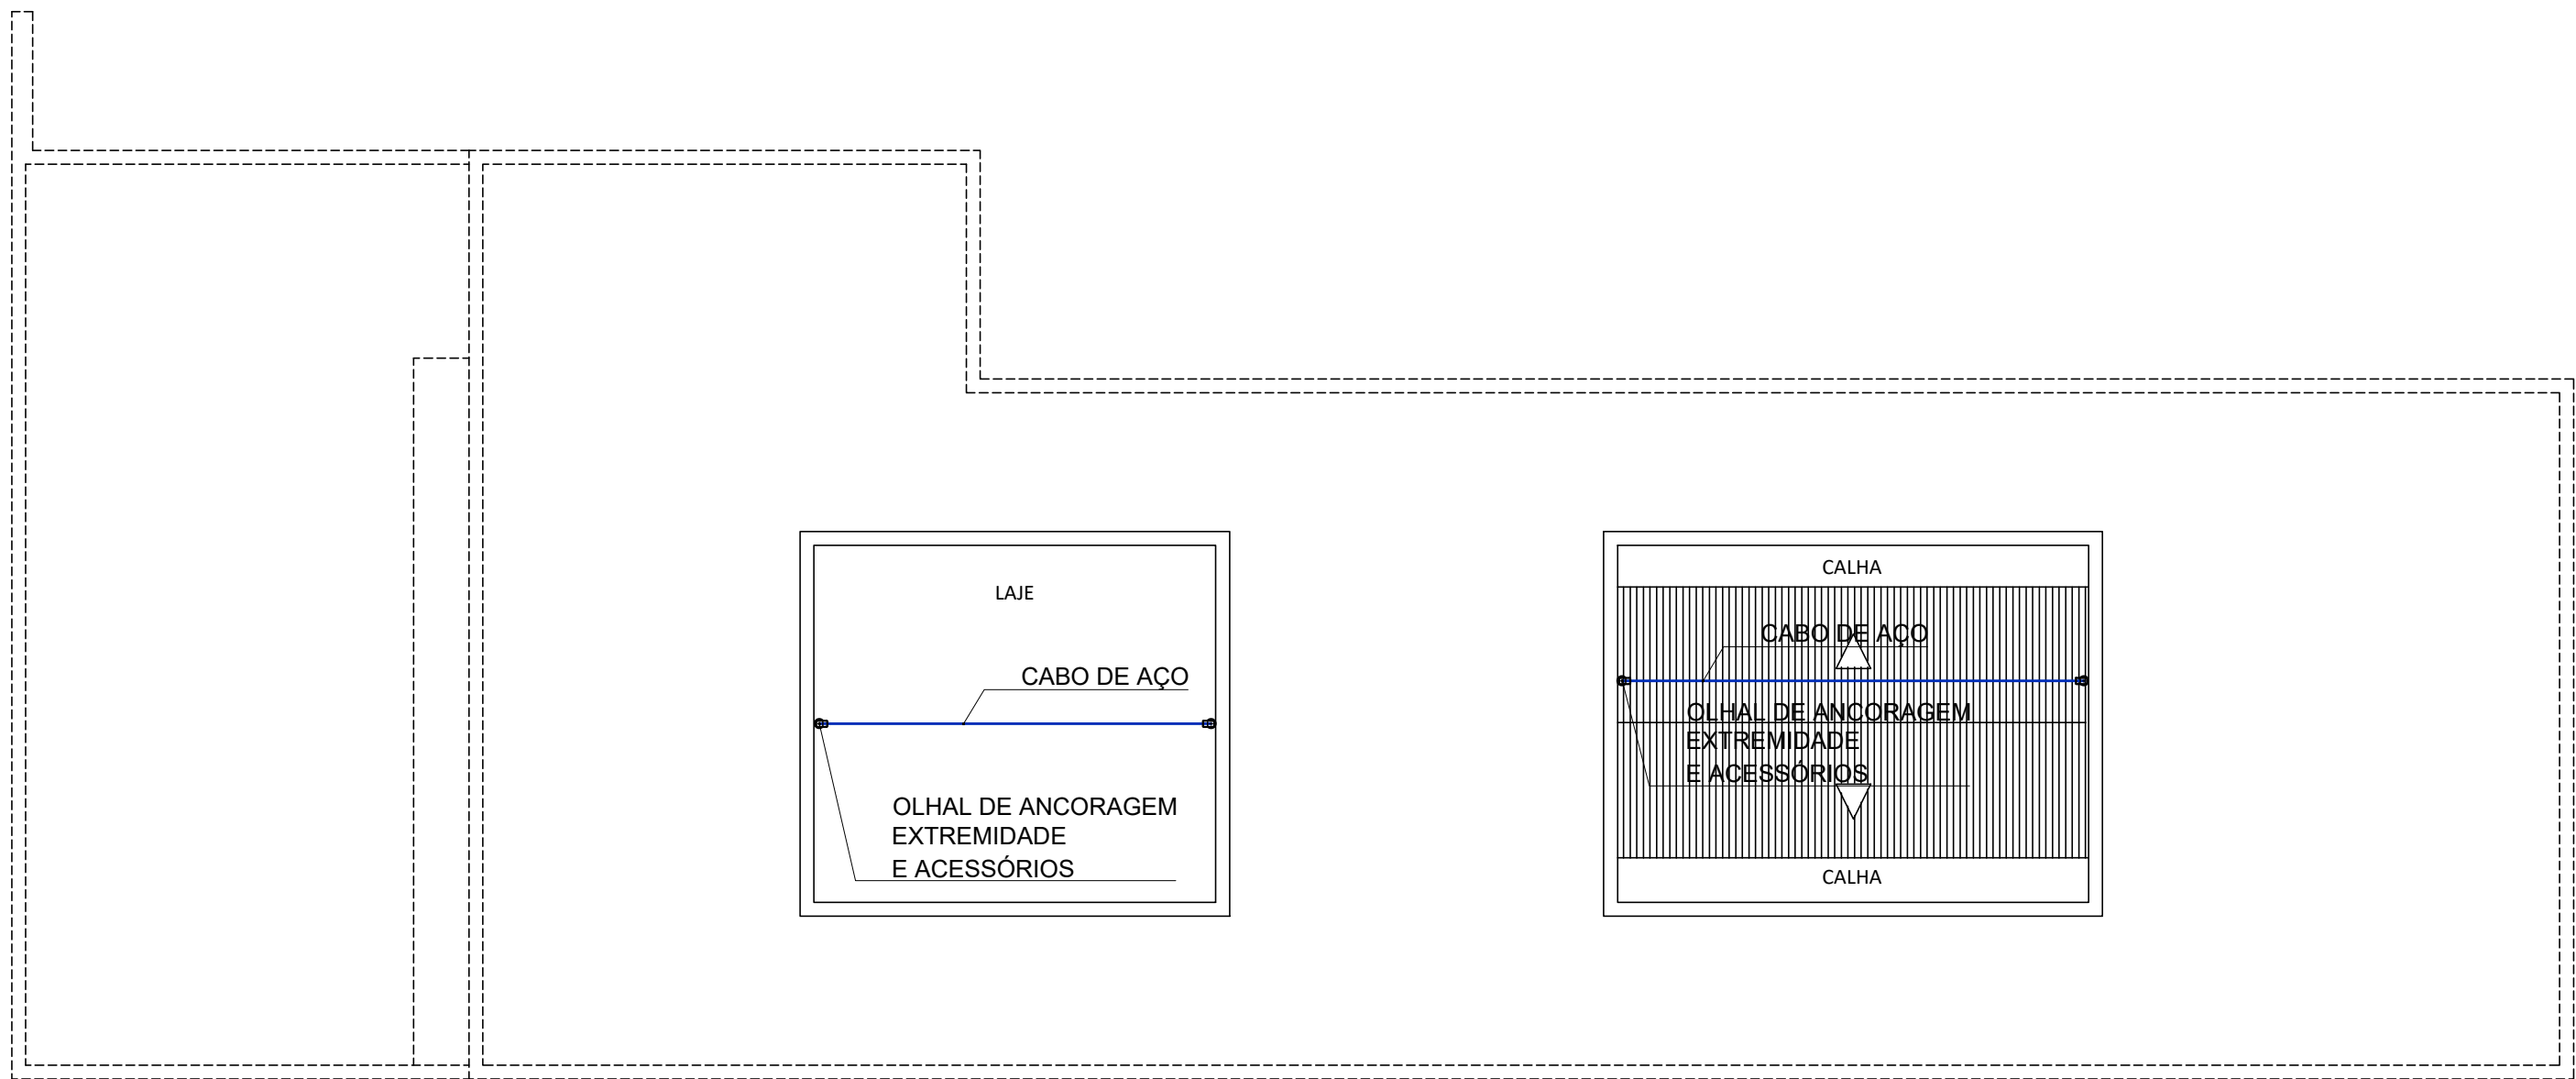 LAJE
CABO DE AÇO
OLHAL DE ANCORAGEM
EXTREMIDADE
E ACESSÓRIOS
CALHA
CABO DE AÇO
OLHAL DE ANCORAGEM
EXTREMIDADE
E ACESSÓRIOS
CALHA